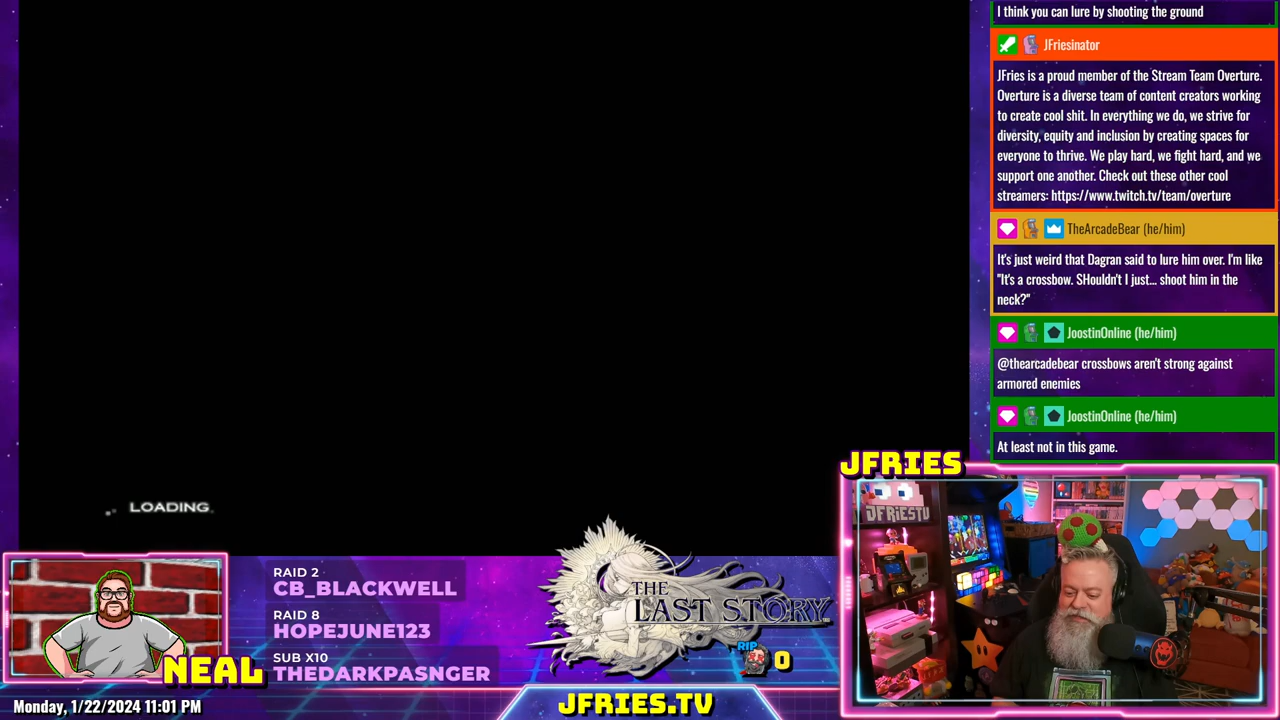 I think you can lure by shooting the ground
JFriesinator
JFries is a proud member of the Stream Team Overture.
Overture is a diverse team of content creators working
to create cool shit. In everything we do, we strive for
diversity, equity and inclusion by creating spaces for
everyone to thrive. We play hard, we fight hard, and we
support one another. Check out these other cool
streamers: https://www.twitch.tv/team/overture
TheArcadeBear (he/him)
It's just weird that Dagran said to lure him over. I'm like
"It's a crossbow. SHouldn't I just... shoot him in the
neck?"
JoostinOnline (he/him)
@thearcadebear crossbows aren't strong against
armored enemies
JoostinOnline (he/him)
At least not in this game.
LOADING
JFRIES
JFRIESTV
NEAL
RAID 2
CB_BLACKWELL
RAID 8
HOPEJUNE123
SUB X10
THEDARKPASNGER
THE
LAST STORY
RIP
0
JFRIES.TV
Monday, 1/22/2024 11:01 PM